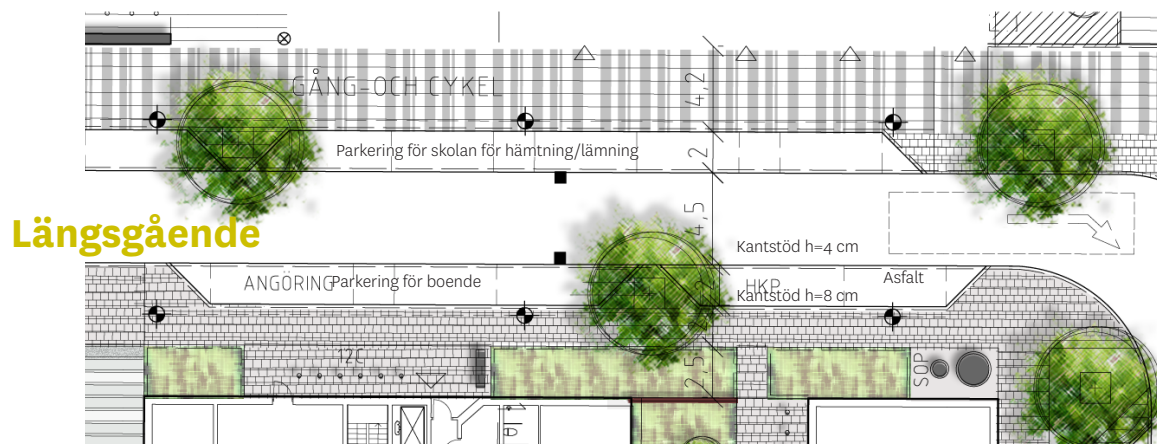 GÅNG-OCH CYKEL
4,2
Parkering för skolan för hämtning/lämning
2
Längsgående
4,5
Kantstöd h=4 cm
ANGÖRING
Parkering för boende
HKP
Asfalt
Kantstöd h=8 cm
2
12C
2,5
SOP